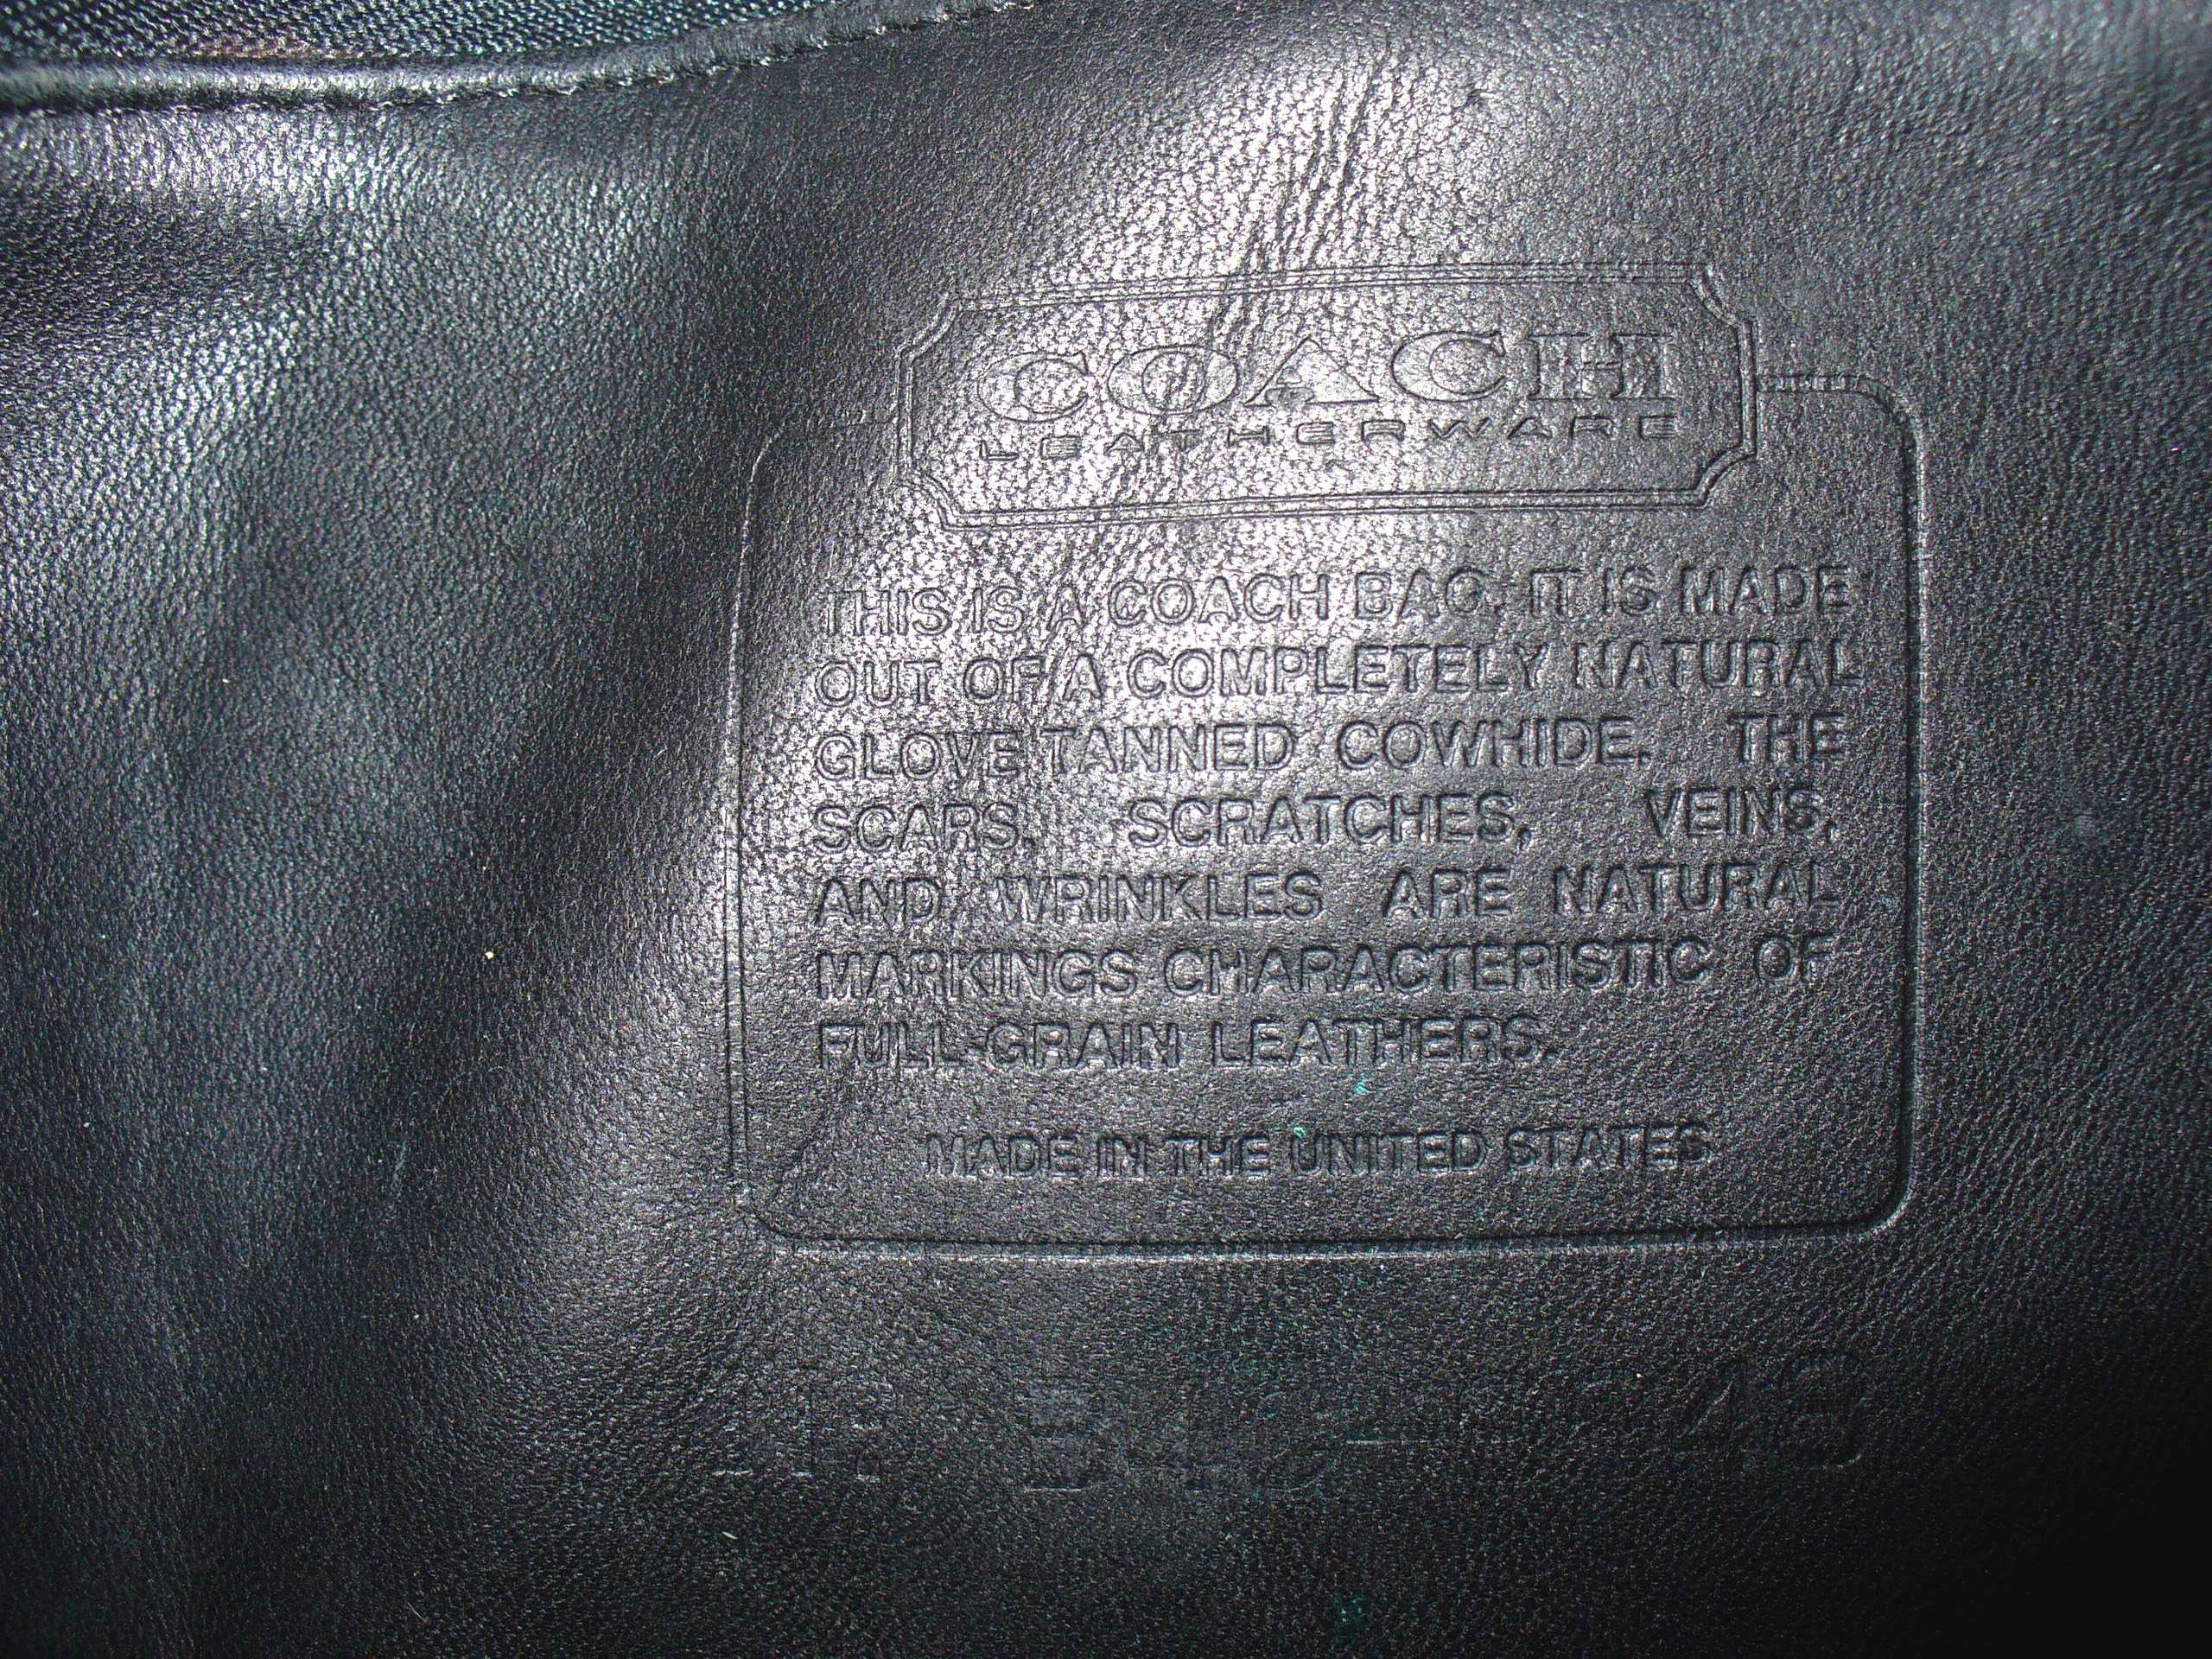 COACH
LEATHERWARE
THIS IS A COACH BAG. IT IS MADE
OUT OF A COMPLETELY NATURAL
GLOVE TANNED COWHIDE. THE
SCARS, SCRATCHES, VEINS,
AND WRINKLES ARE NATURAL
MARKINGS CHARACTERISTIC OF
FULL-GRAIN LEATHERS.
MADE IN THE UNITED STATES